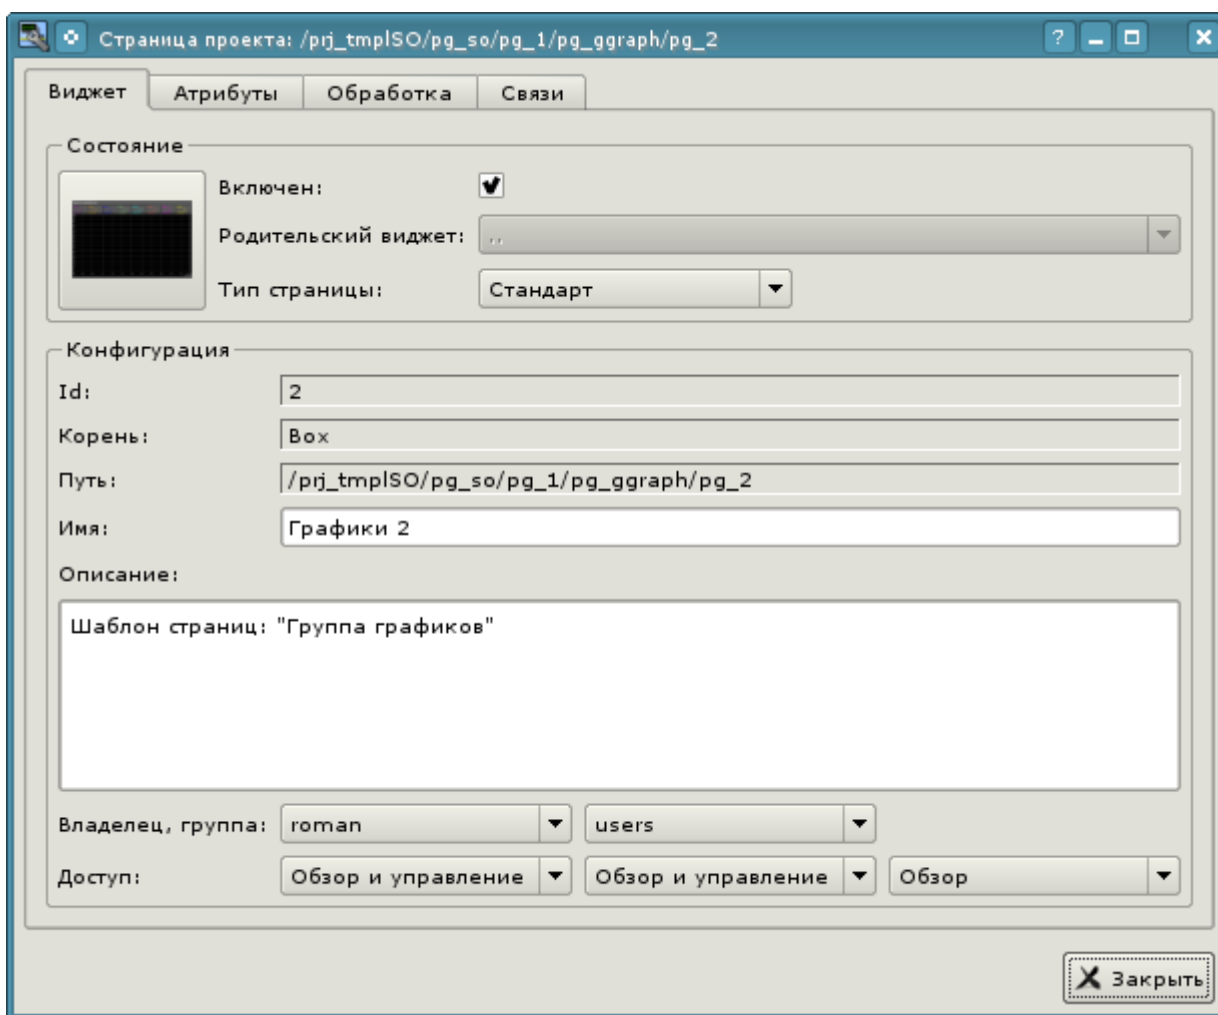 Страница проекта: /prj_tmplSO/pg_so/pg_1/pg_ggraph/pg_2 ?
Виджет Атрибуты Обработка Связи
Состояние
Включен:
Родительский виджет: ..
Тип страницы: Стандарт
Конфигурация
Id: 2
Корень: Box
Путь: /prj_tmplSO/pg_so/pg_1/pg_ggraph/pg_2
Имя: Графики 2
Описание:
Шаблон страниц: "Группа графиков"
Владелец, группа: roman users
Доступ: Обзор и управление Обзор и управление Обзор
Закрыть